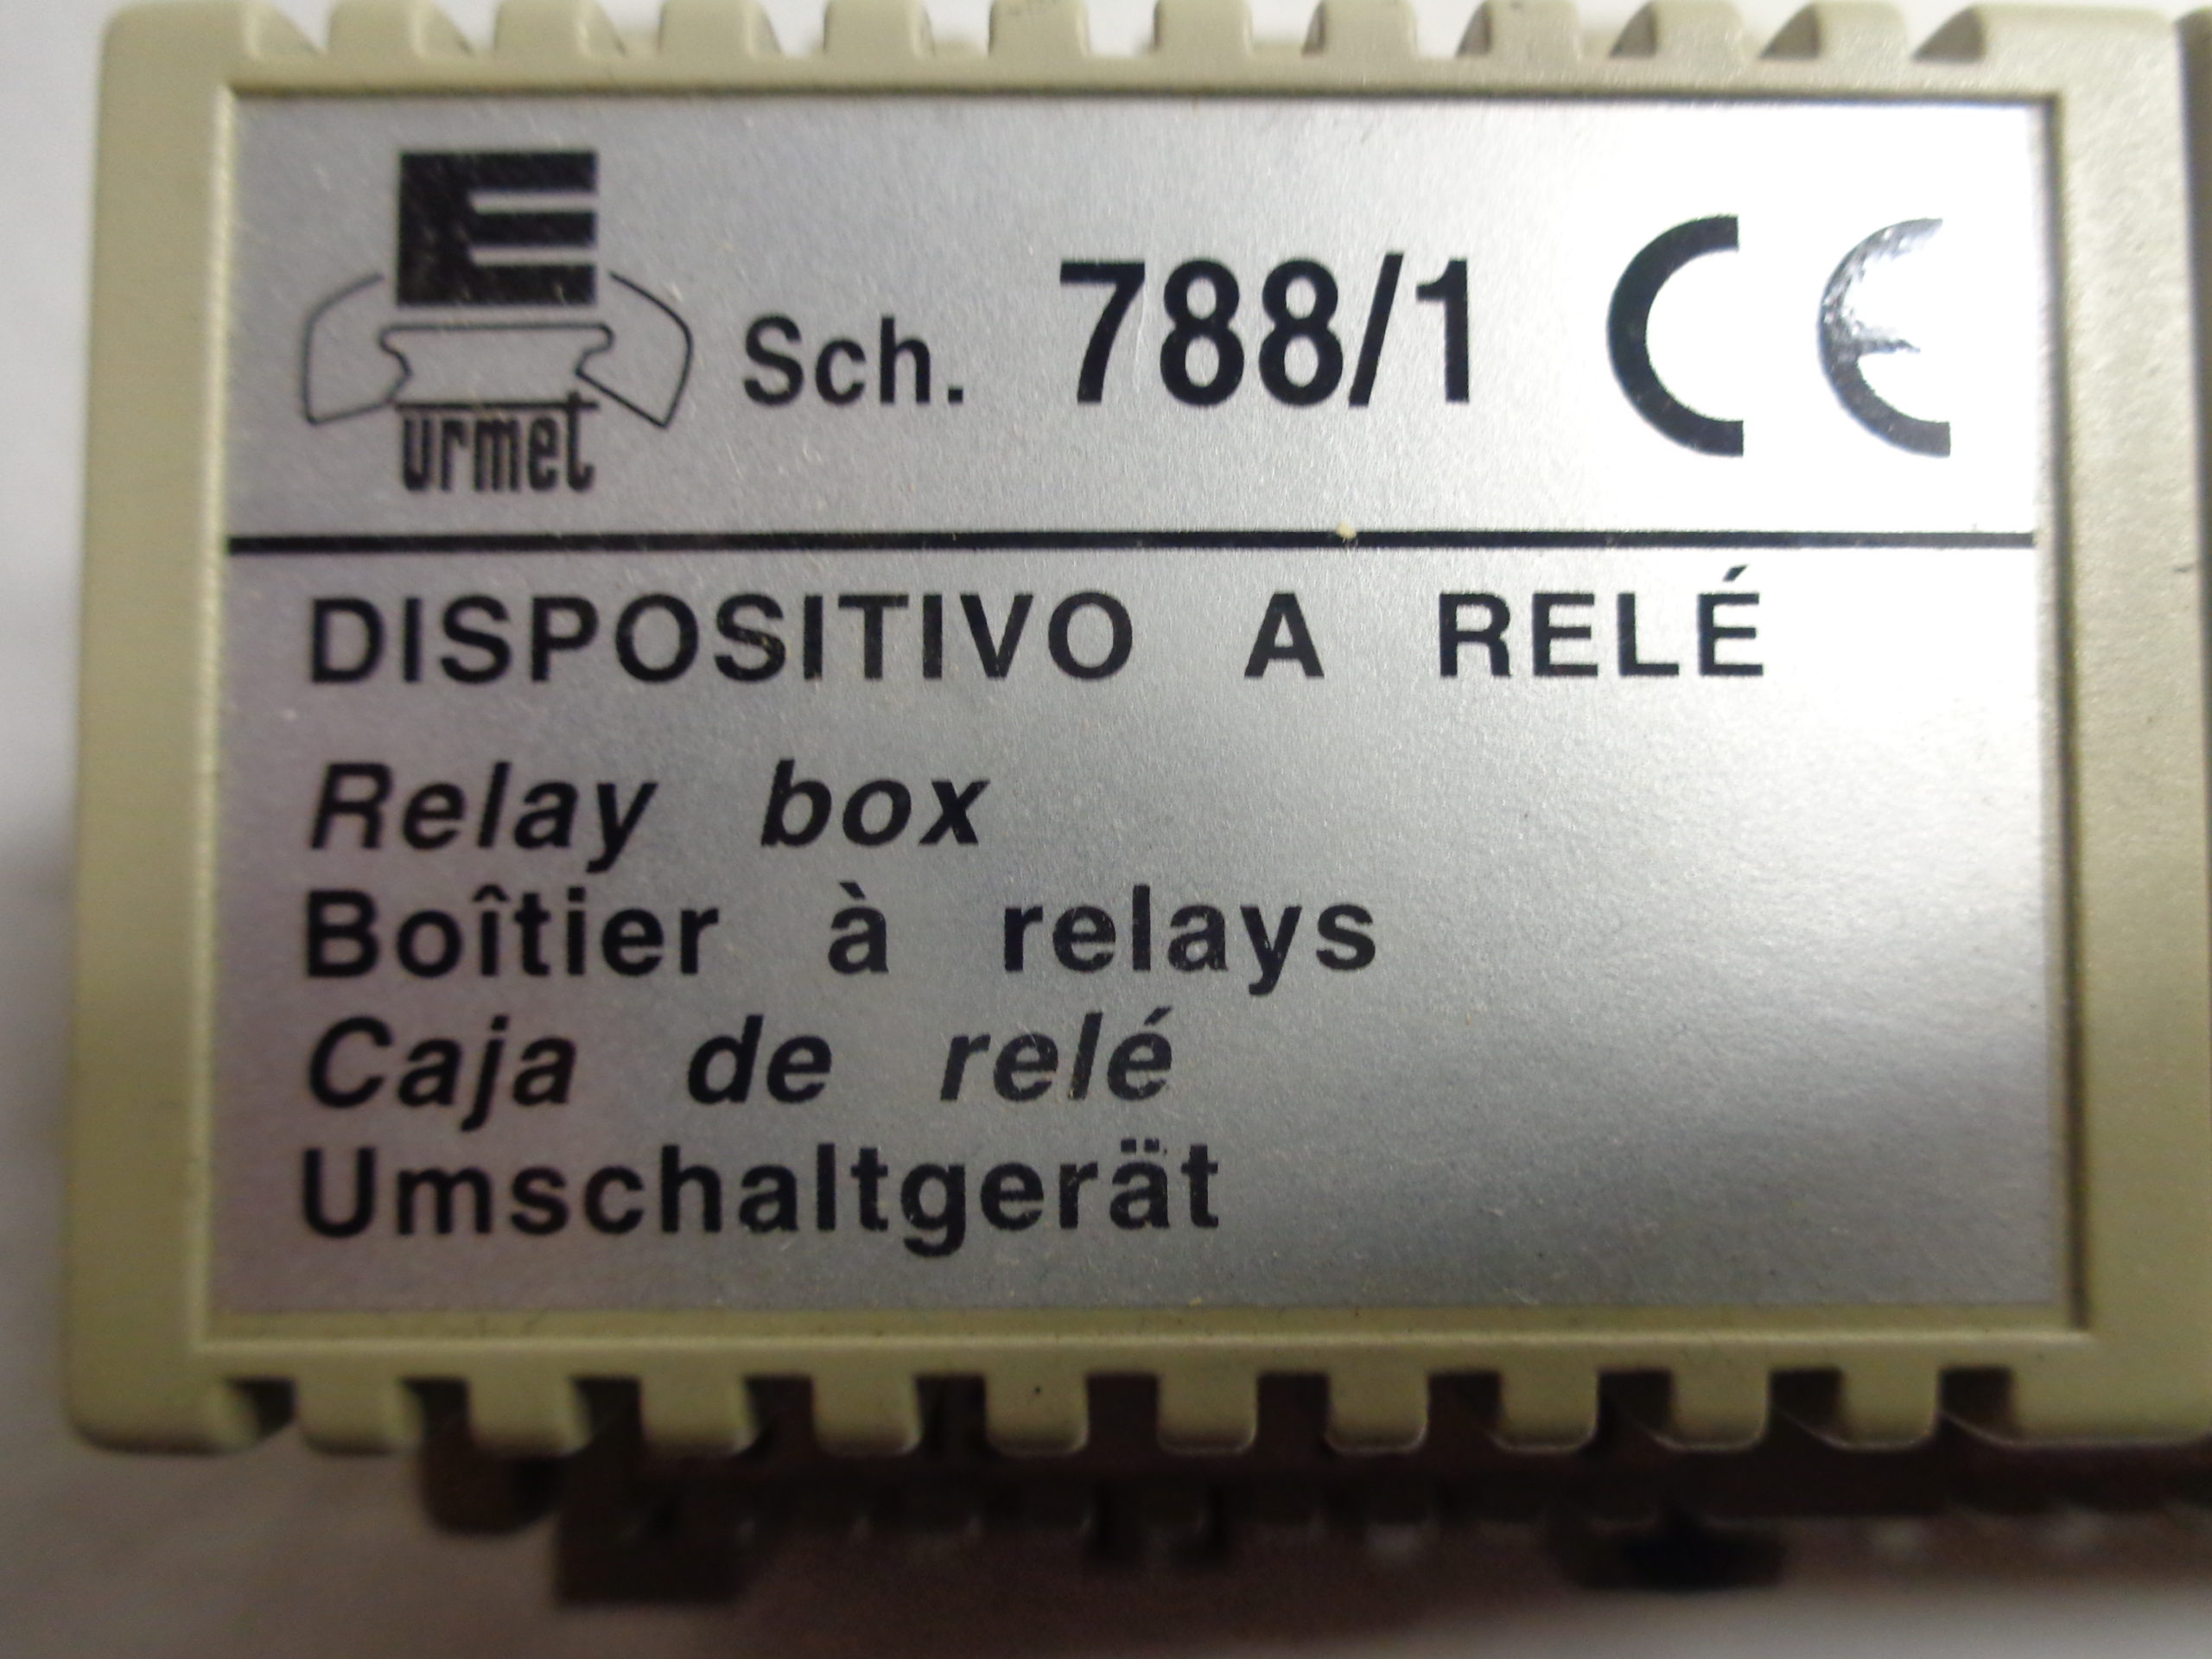 E
urmet
Sch. 788/1 CE
DISPOSITIVO A RELÉ
Relay box
Boîtier à relays
Caja de relé
Umschaltgerät